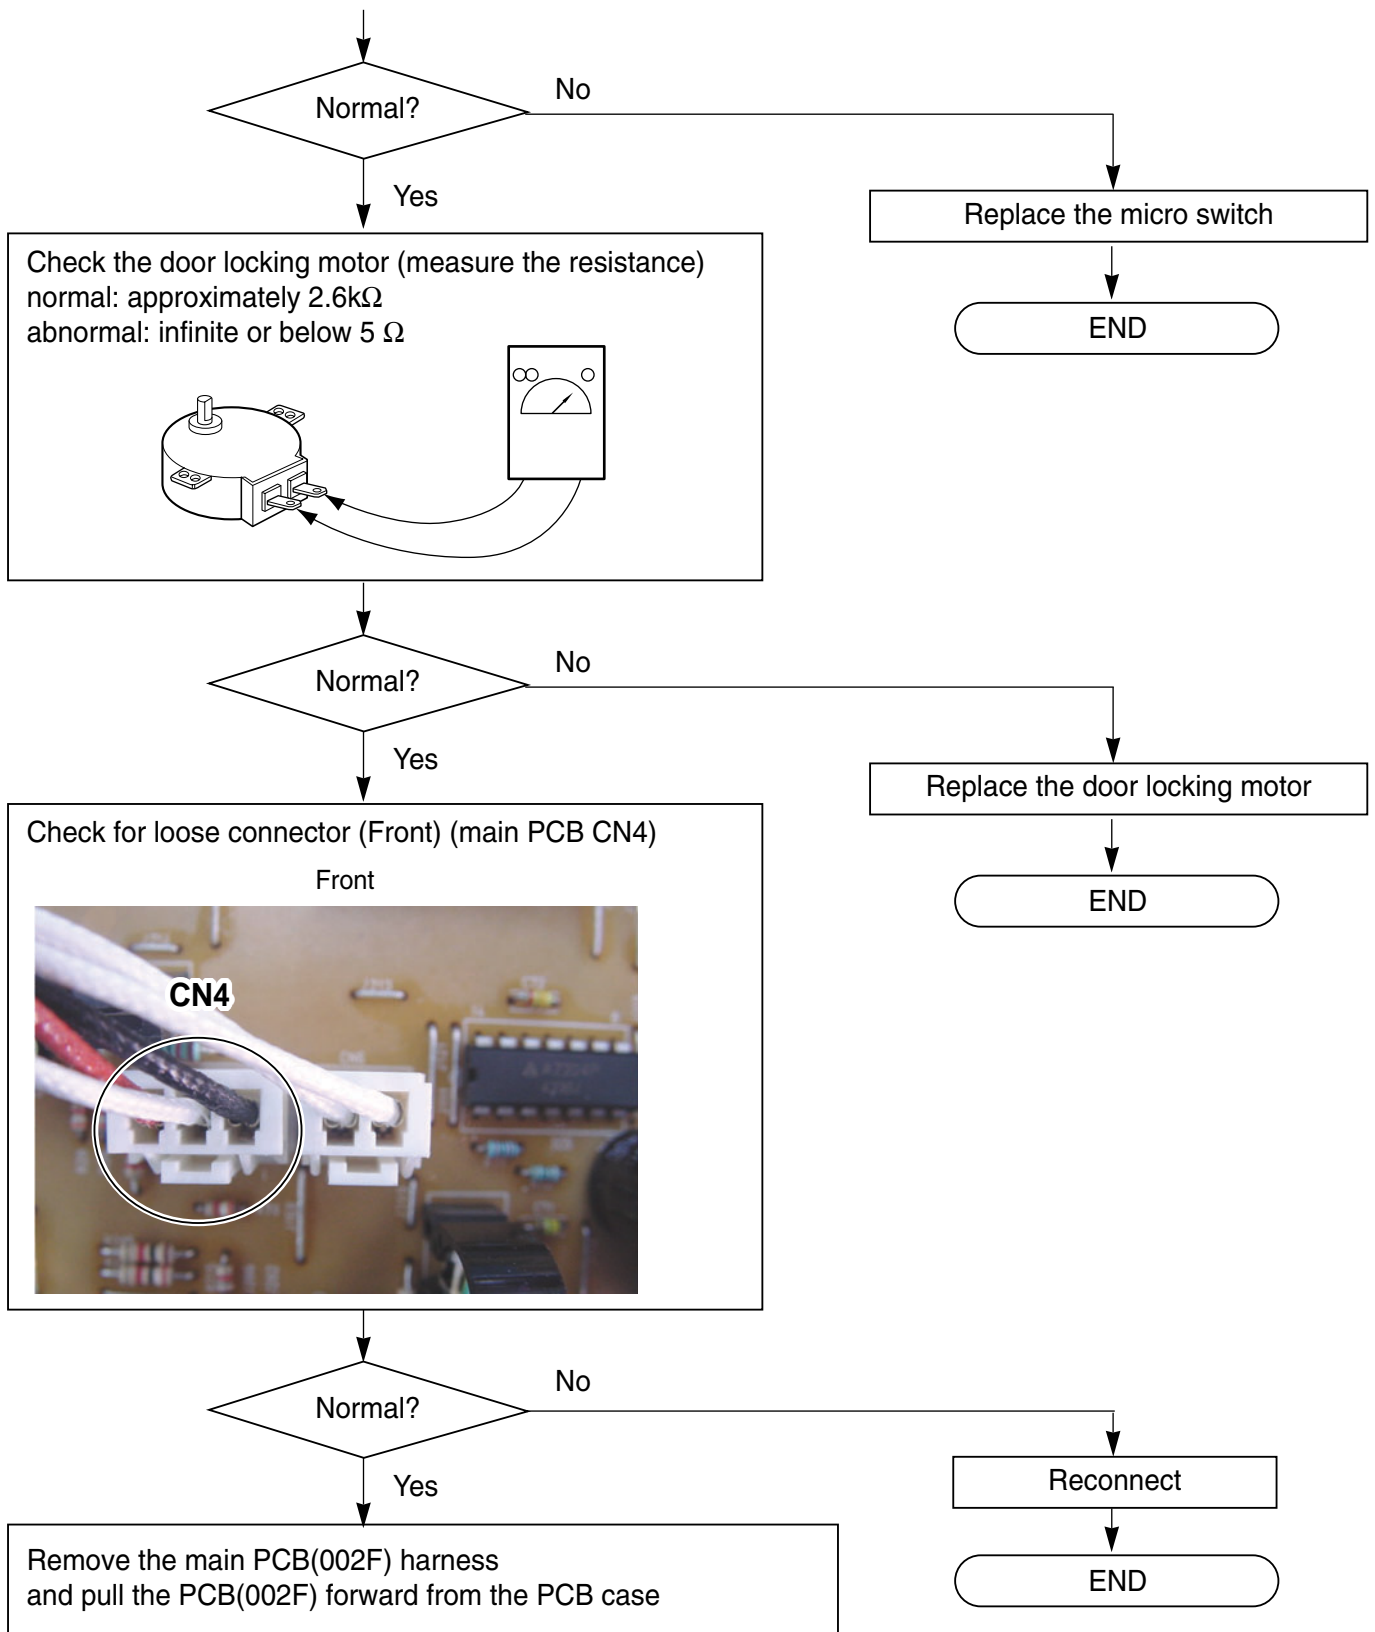 Normal?
No
Yes
Replace the micro switch
END
Check the door locking motor (measure the resistance)
normal: approximately 2.6kΩ
abnormal: infinite or below 5 Ω
Normal?
No
Yes
Replace the door locking motor
END
Check for loose connector (Front) (main PCB CN4)
Front
CN4
Normal?
No
Yes
Reconnect
END
Remove the main PCB(002F) harness
and pull the PCB(002F) forward from the PCB case